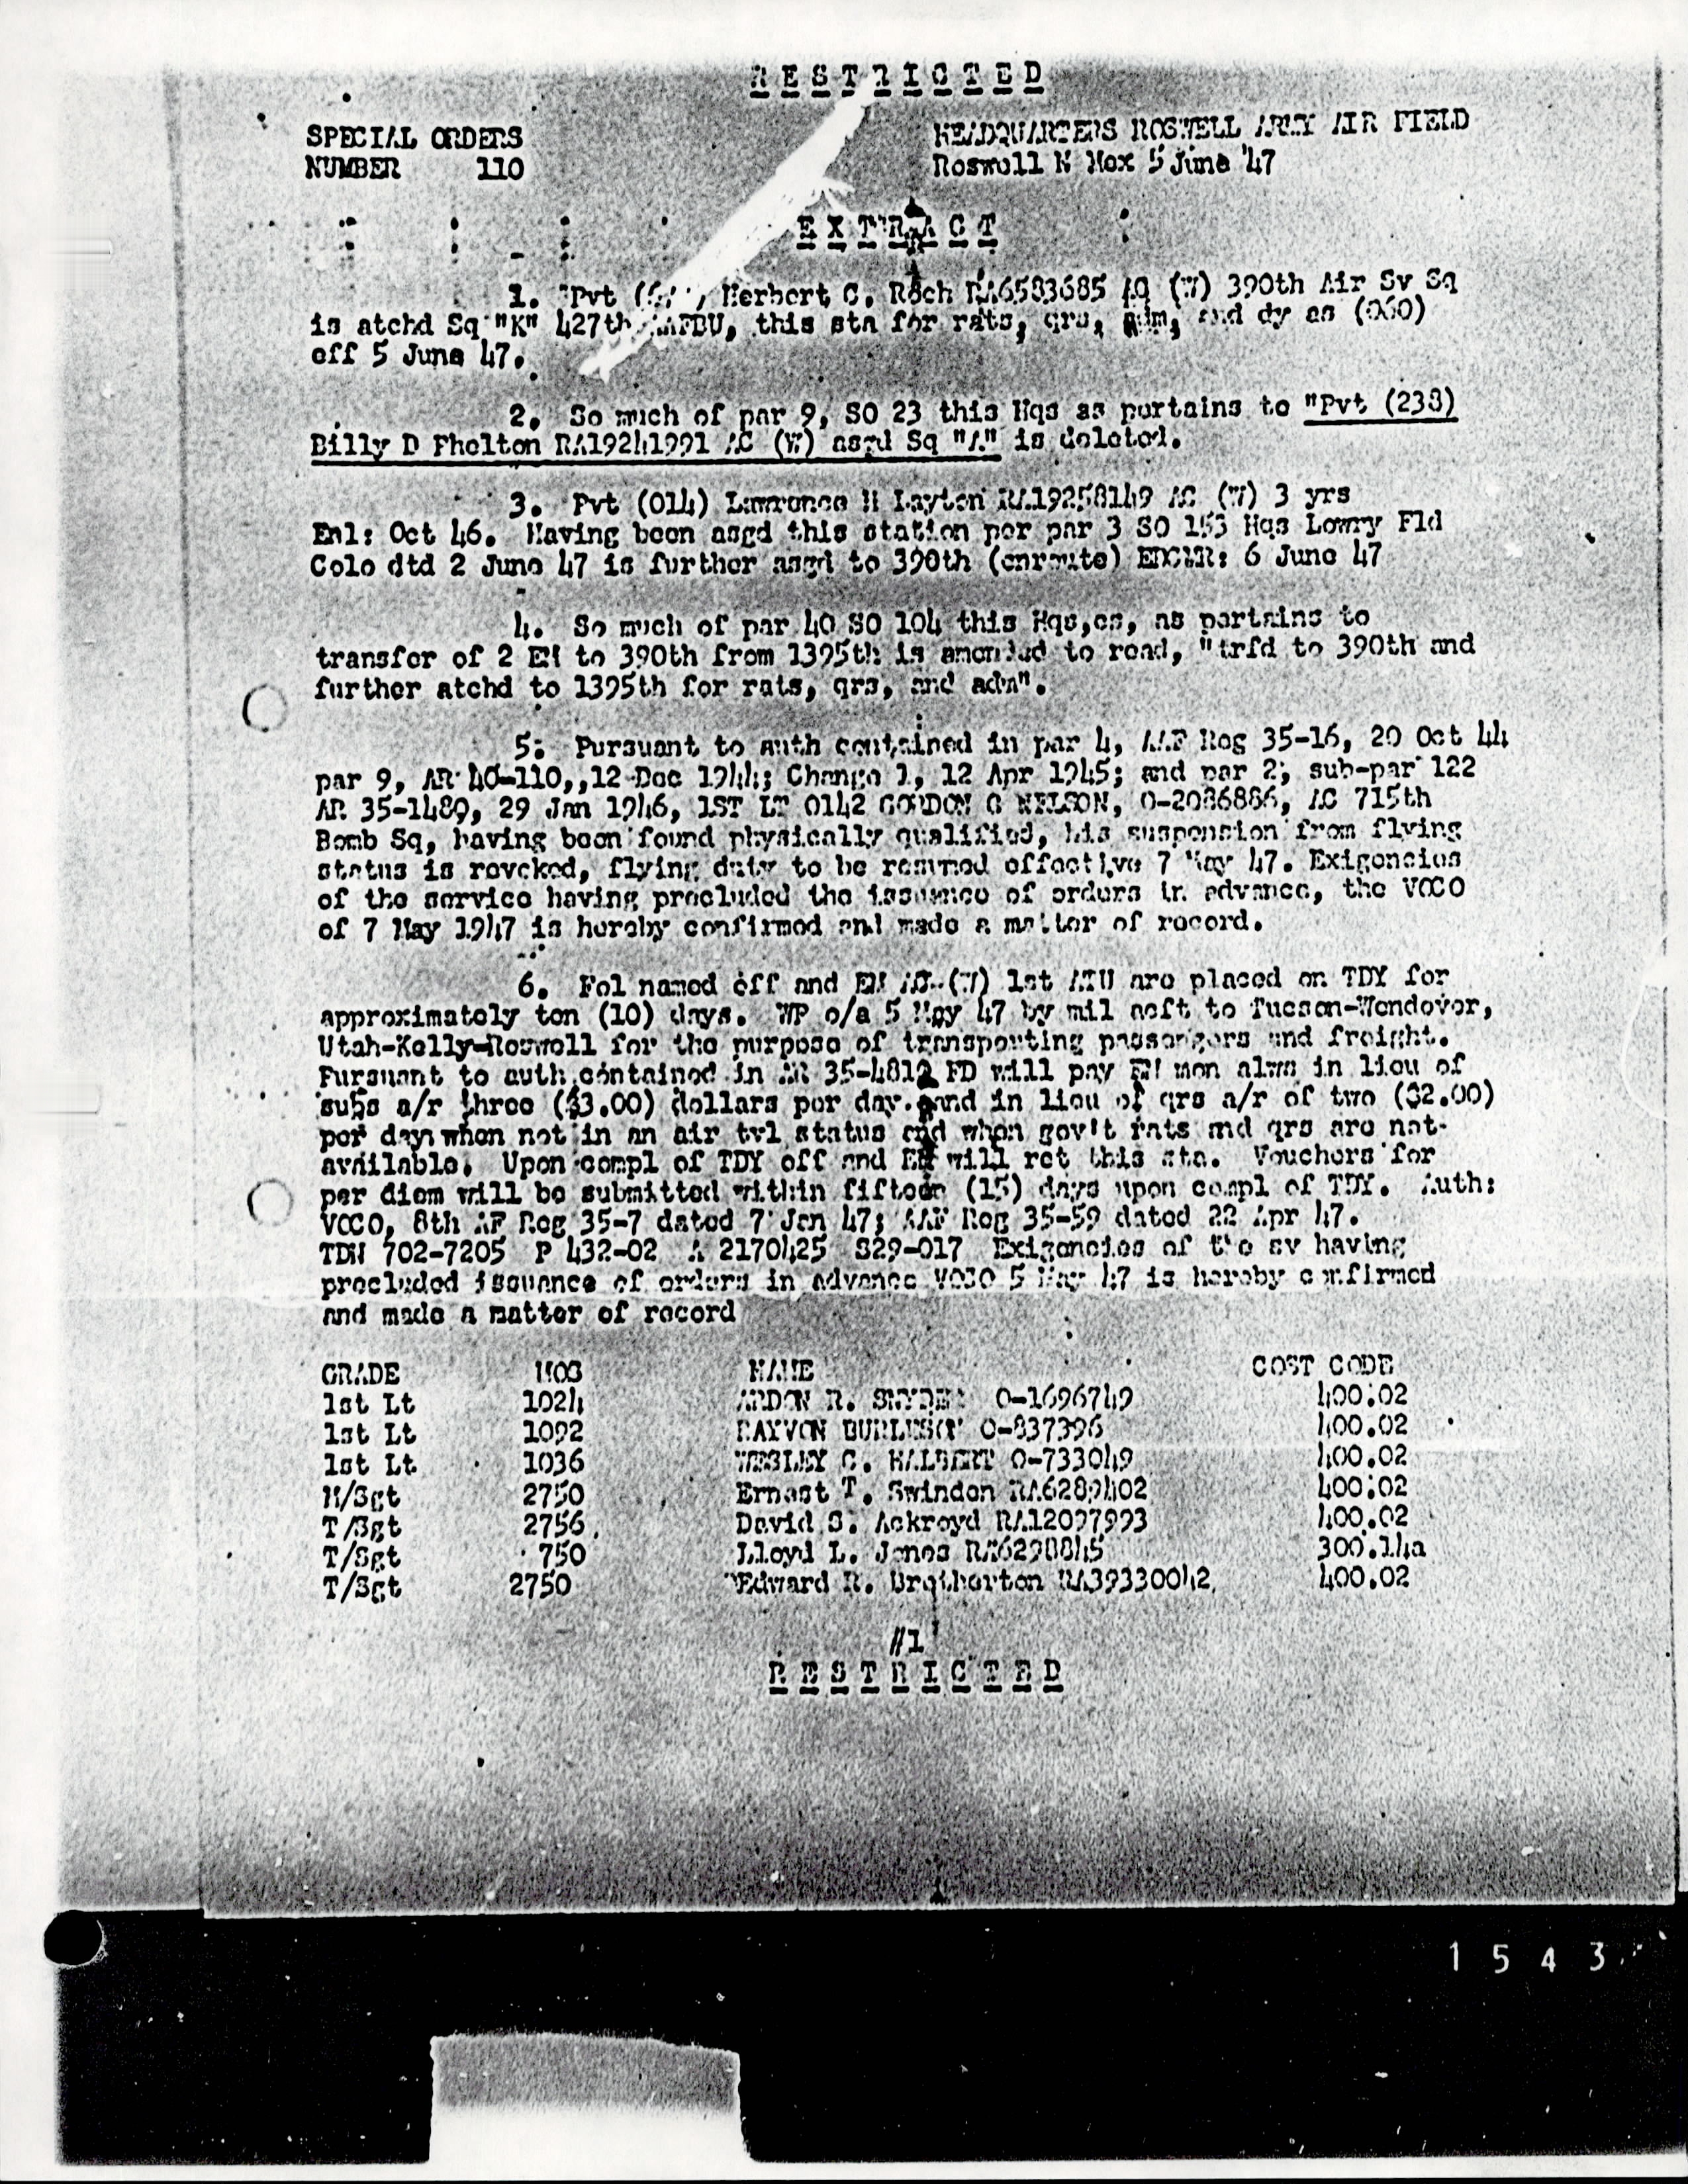 RESTRICTED
SPECIAL ORDERS
NUMBER 110
HEADQUARTERS ROSWELL ARMY AIR FIELD
Roswell N Mex 5 June '47
EXTRACT
1. Pvt Herbert C. Roch RA6583685 AC (W) 390th Air Sv Sq
is atchd Sq "K" 427th AAFBU, this sta for rats, qrs, adm, and dy as (060)
eff 5 June 47.
2. So much of par 9, SO 23 this Hqs as pertains to "Pvt (238)
Billy D Phelton RA19241991 AC (W) asgd Sq "A" is deleted.
3. Pvt (014) Lawrence H Layton RA19258149 AC (W) 3 yrs
Enl: Oct 46. Having been asgd this station per par 3 SO 153 Hqs Lowry Fld
Colo dtd 2 June 47 is further asgd to 390th (enroute) EDCMR: 6 June 47
4. So much of par 40 SO 104 this Hqs,cs, as pertains to
transfer of 2 EM to 390th from 1395th is amended to read, "trfd to 390th and
further atchd to 1395th for rats, qrs, and adm".
5. Pursuant to auth contained in par 4, AAF Reg 35-16, 20 Oct 44
par 9, AR 40-110,,12 Dec 1944; Change 1, 12 Apr 1945; and par 2, sub-par 122
AR 35-1480, 29 Jan 1946, 1ST LT 0142 GORDON G NELSON, O-2086886, AC 715th
Bomb Sq, having been found physically qualified, his suspension from flying
status is revoked, flying duty to be resumed effective 7 May 47. Exigencies
of the service having precluded the issuance of orders in advance, the VOCO
of 7 May 1947 is hereby confirmed and made a matter of record.
6. Fol named off and EM AC (W) 1st ATU are placed on TDY for
approximately ten (10) days. WP o/a 5 May 47 by mil acft to Tucson-Wendover,
Utah-Kelly-Roswell for the purpose of transporting passengers and freight.
Pursuant to auth contained in AR 35-4810 FD will pay EM mon alws in lieu of
subs a/r three ($3.00) dollars per day. and in lieu of qrs a/r of two ($2.00)
per day when not in an air tvl status and when gov't rats and qrs are not
available. Upon compl of TDY off and EM will ret this sta. Vouchers for
per diem will be submitted within fifteen (15) days upon compl of TDY. Auth:
VOCO, 8th AF Reg 35-7 dated 7 Jan 47; AAF Reg 35-59 dated 22 Apr 47.
TDN 702-7205 P 432-02 A 2170425 S29-017 Exigencies of the sv having
precluded issuance of orders in advance VOCO 5 May 47 is hereby confirmed
and made a matter of record
GRADE MOS NAME COST CODE
1st Lt 1024 ARDON R. SNYDER O-1696749 400.02
1st Lt 1092 RAYVON BURLESON O-837396 400.02
1st Lt 1036 WESLEY C. HALBERT O-733049 400.02
M/Sgt 2750 Ernest T. Swindon RA6289402 400.02
T/Sgt 2756 David S. Ackroyd RA12097993 400.02
T/Sgt 750 Lloyd L. Jones RA6298845 300.14a
T/Sgt 2750 Edward R. Brotherton RA39330042 400.02
#1
RESTRICTED
1543